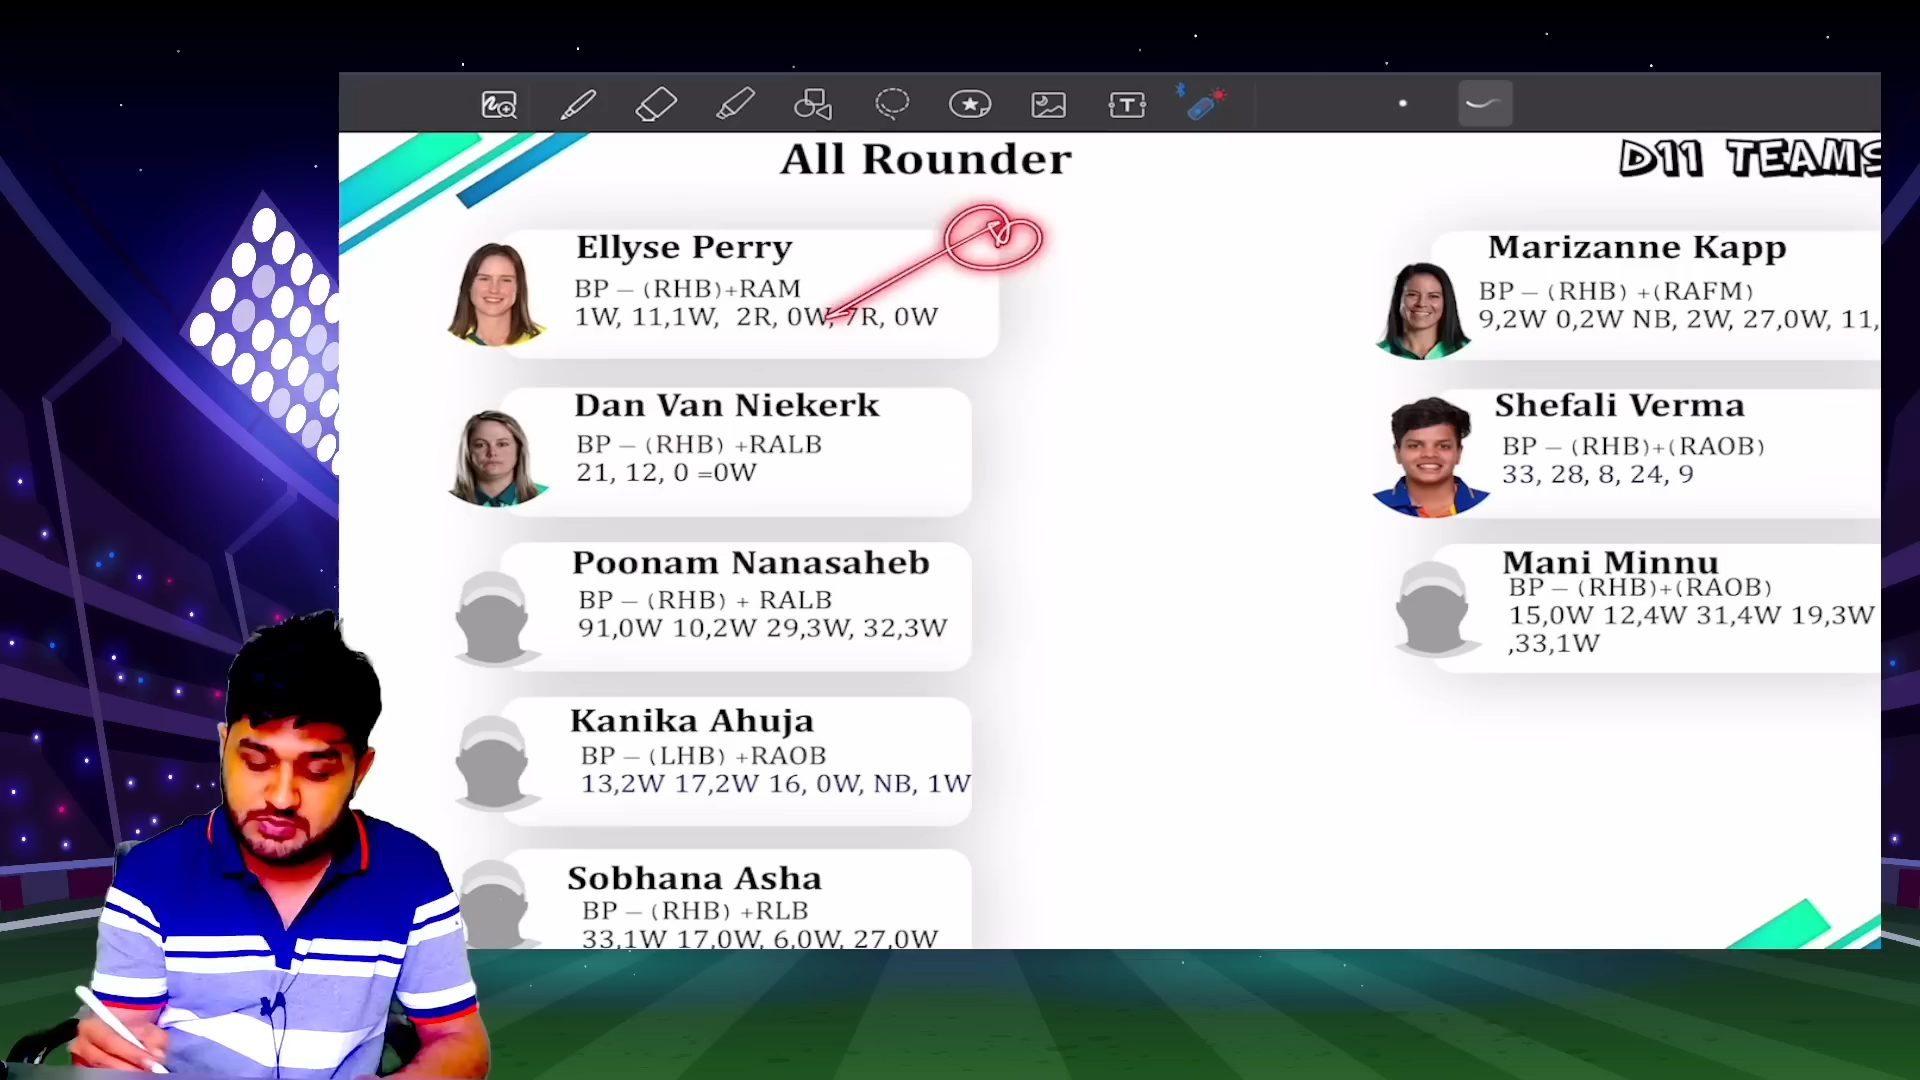 All Rounder
D11 TEAMS
Ellyse Perry
BP – (RHB)+RAM
1W, 11,1W, 2R, 0W, 7R, 0W
Dan Van Niekerk
BP – (RHB) +RALB
21, 12, 0 =0W
Poonam Nanasaheb
BP – (RHB) + RALB
91,0W 10,2W 29,3W, 32,3W
Kanika Ahuja
BP – (LHB) +RAOB
13,2W 17,2W 16, 0W, NB, 1W
Sobhana Asha
BP – (RHB) +RLB
33,1W 17,0W, 6,0W, 27,0W
Marizanne Kapp
BP – (RHB) +(RAFM)
9,2W 0,2W NB, 2W, 27,0W, 11,
Shefali Verma
BP – (RHB)+(RAOB)
33, 28, 8, 24, 9
Mani Minnu
BP – (RHB)+(RAOB)
15,0W 12,4W 31,4W 19,3W
,33,1W